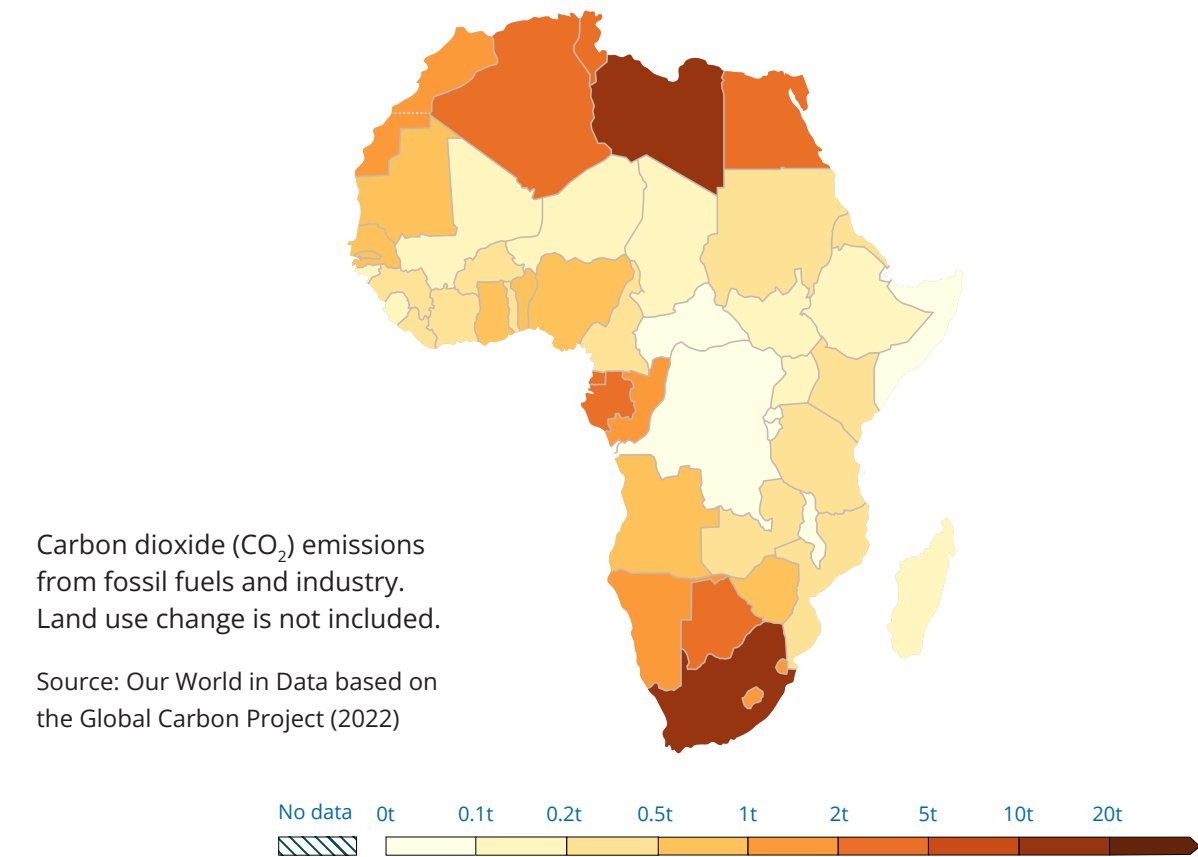 Carbon dioxide (CO₂) emissions
from fossil fuels and industry.
Land use change is not included.
Source: Our World in Data based on
the Global Carbon Project (2022)
No data 0t 0.1t 0.2t 0.5t 1t 2t 5t 10t 20t